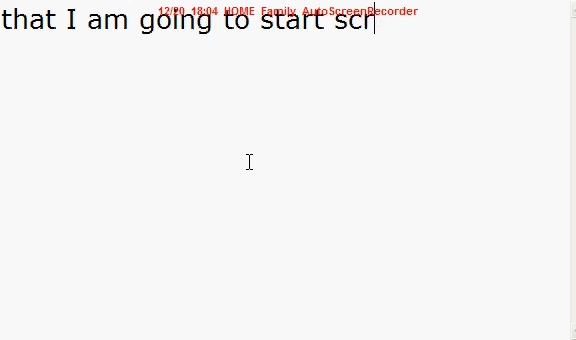 12/20 18:04 HOME Family AutoScreenRecorder
that I am going to start scr